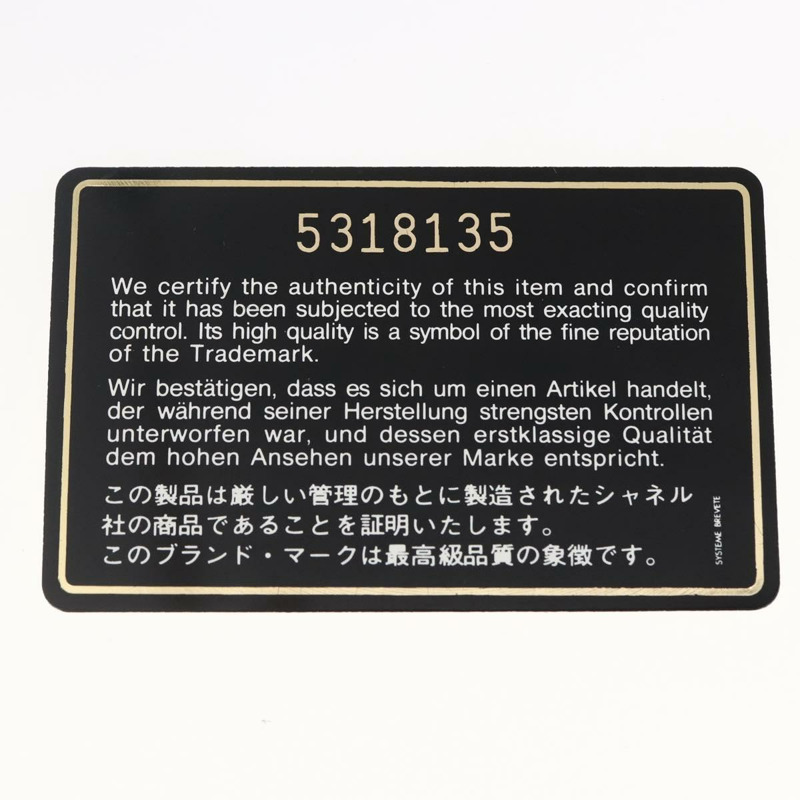 5318135
We certify the authenticity of this item and confirm
that it has been subjected to the most exacting quality
control. Its high quality is a symbol of the fine reputation
of the Trademark.
Wir bestätigen, dass es sich um einen Artikel handelt,
der während seiner Herstellung strengsten Kontrollen
unterworfen war, und dessen erstklassige Qualität
dem hohen Ansehen unserer Marke entspricht.
この製品は厳しい管理のもとに製造されたシャネル
社の商品であることを証明いたします。
このブランド・マークは最高級品質の象徴です。
SYSTEME BREVETE